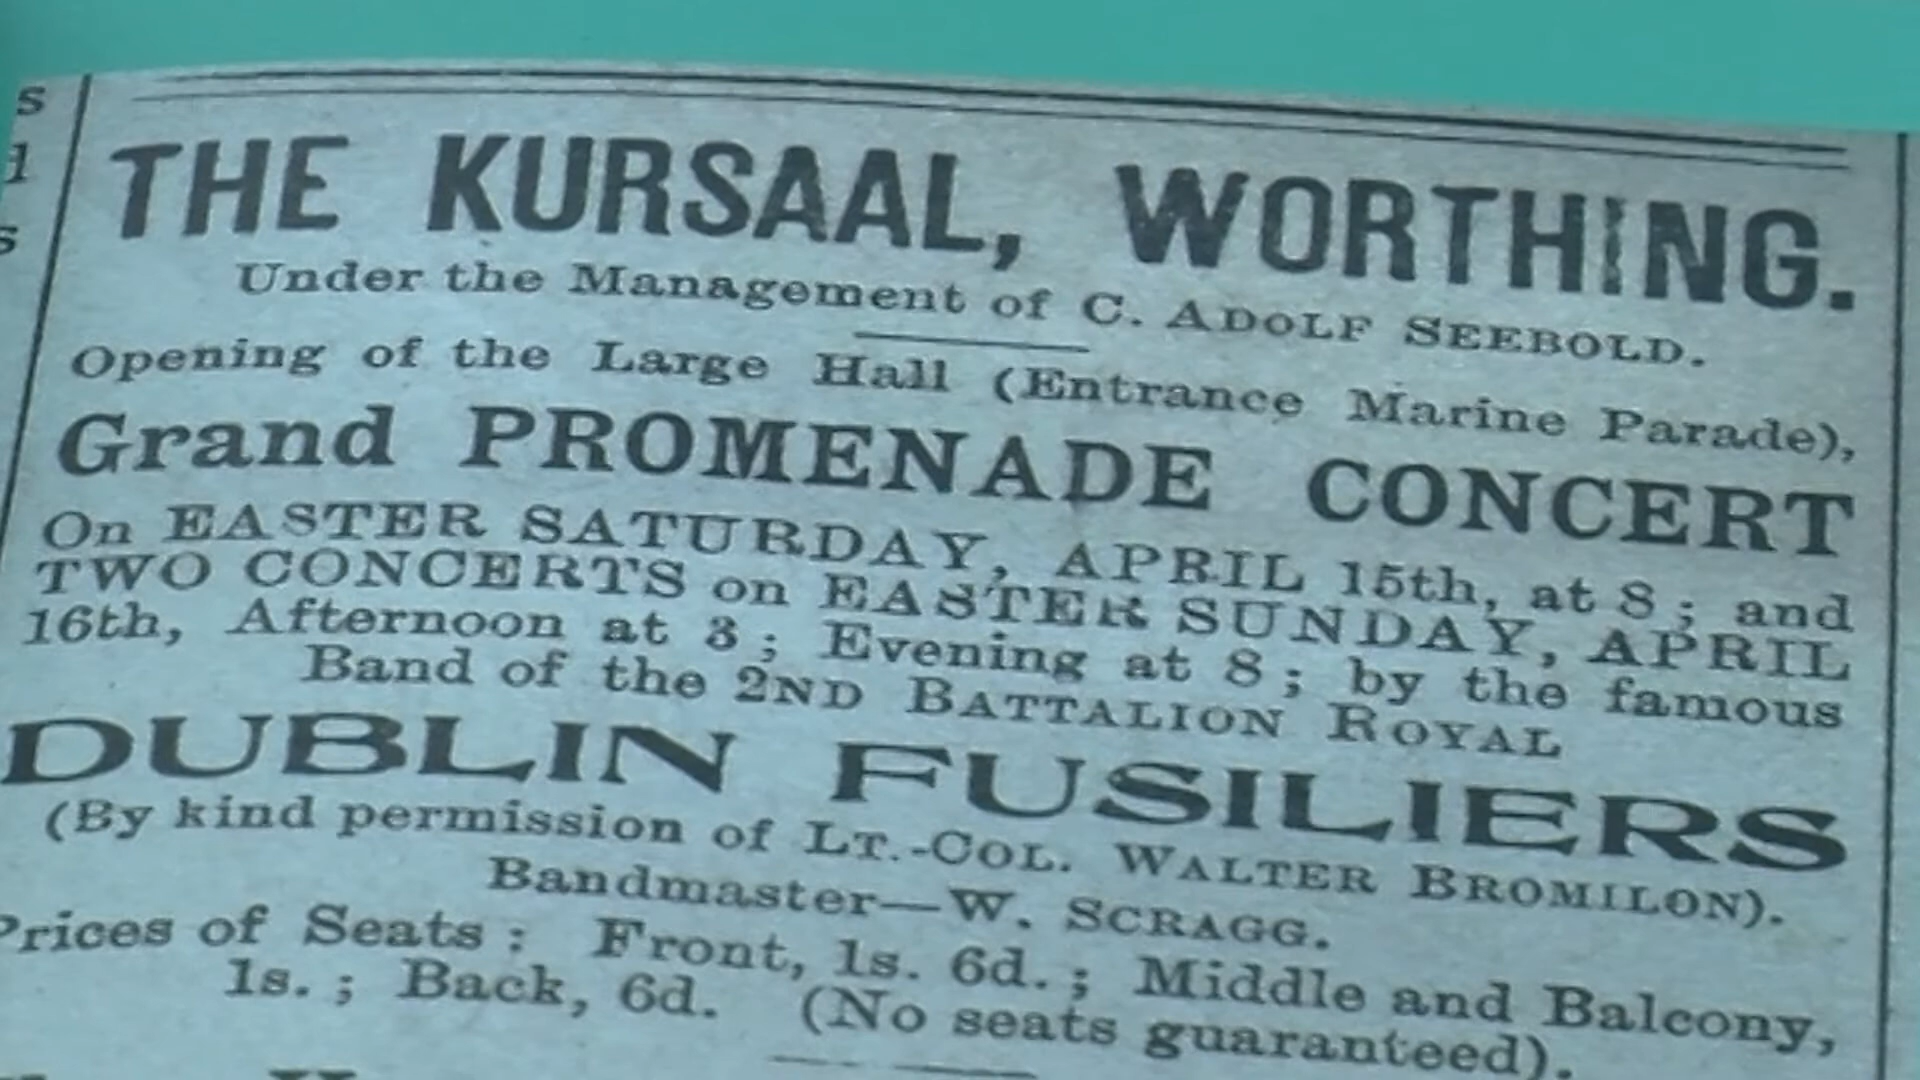 THE KURSAAL, WORTHING.
Under the Management of C. ADOLF SEEBOLD.
Opening of the Large Hall (Entrance Marine Parade),
Grand PROMENADE CONCERT
On EASTER SATURDAY, APRIL 15th, at 8; and
TWO CONCERTS on EASTER SUNDAY, APRIL
16th, Afternoon at 3; Evening at 8; by the famous
Band of the 2ND BATTALION ROYAL
DUBLIN FUSILIERS
(By kind permission of LT.-COL. WALTER BROMILON).
Bandmaster—W. SCRAGG.
Prices of Seats: Front, 1s. 6d.; Middle and Balcony,
1s.; Back, 6d. (No seats guaranteed).